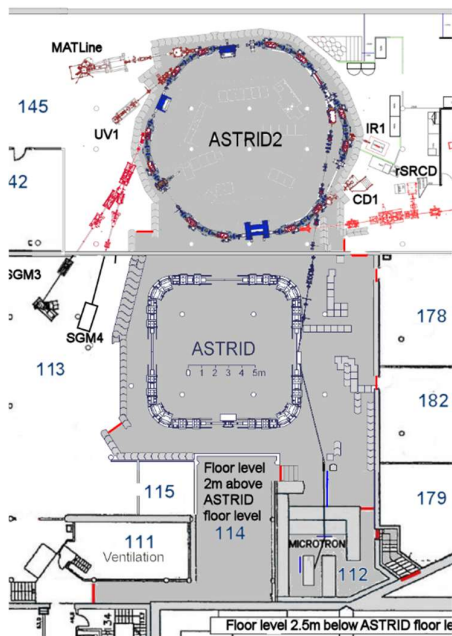 MATLine
145
UV1
ASTRID2
IR1
rSRCD
CD1
42
SGM3
SGM4
ASTRID
0 1 2 3 4 5m
178
113
182
115
Floor level
2m above
ASTRID
floor level
114
179
111
Ventilation
MICROTRON
112
34
Floor level 2.5m below ASTRID floor le